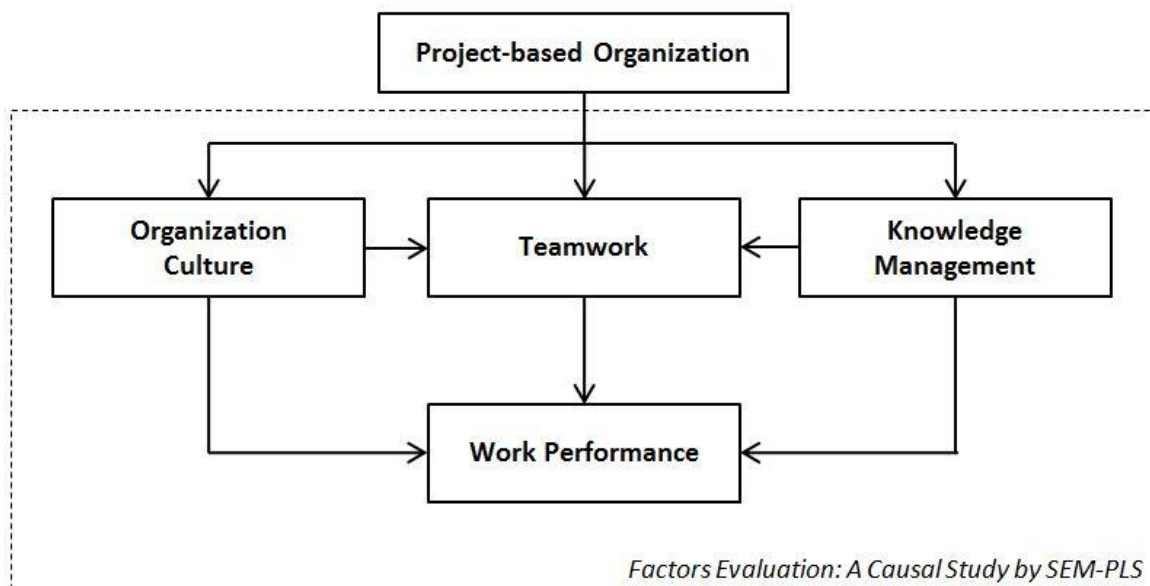 Project-based Organization
Organization
Culture
Teamwork
Knowledge
Management
Work Performance
Factors Evaluation: A Causal Study by SEM-PLS